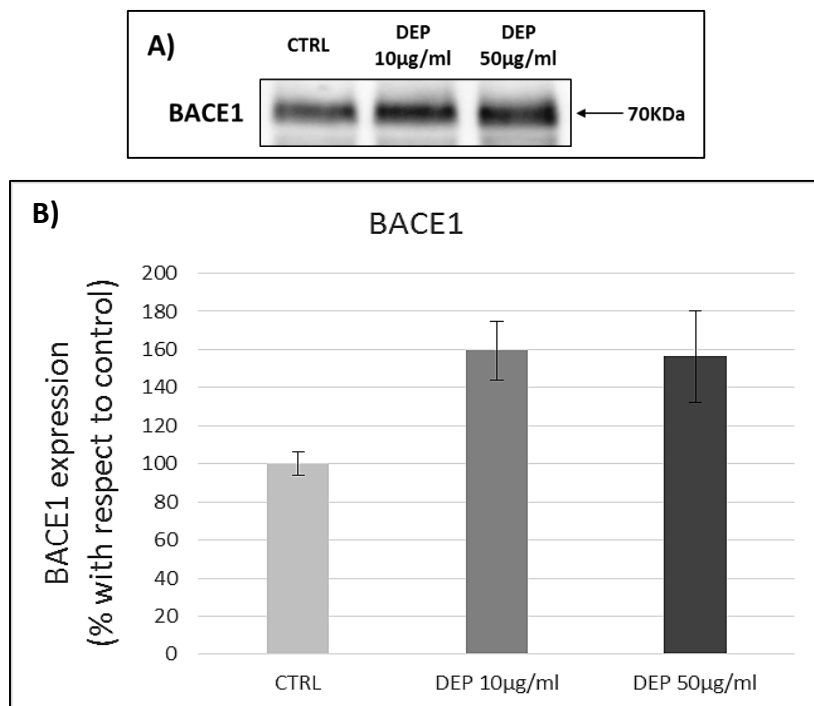 A)
CTRL
DEP
10µg/ml
DEP
50µg/ml
BACE1
70KDa
B)
BACE1
BACE1 expression
(% with respect to control)
200
180
160
140
120
100
80
60
40
20
0
CTRL
DEP 10µg/ml
DEP 50µg/ml